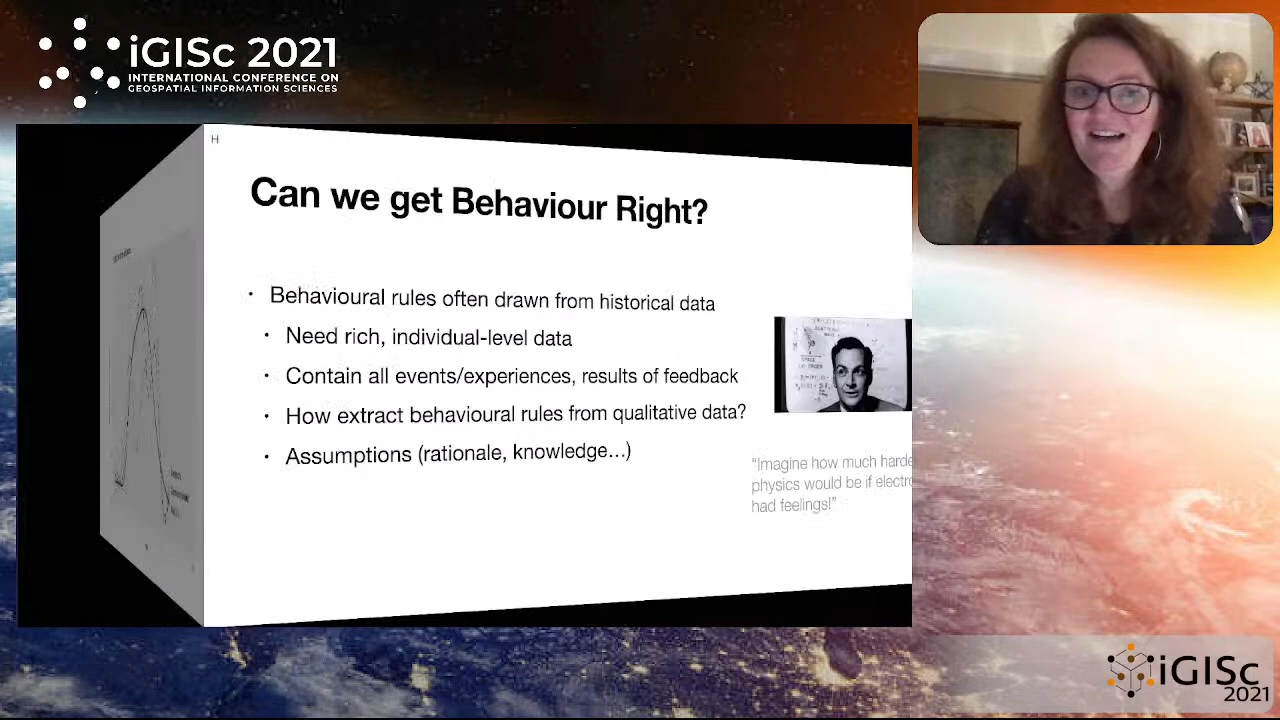 iGISc 2021
INTERNATIONAL CONFERENCE ON
GEOSPATIAL INFORMATION SCIENCES
H
Can we get Behaviour Right?
• Behavioural rules often drawn from historical data
• Need rich, individual-level data
• Contain all events/experiences, results of feedback
• How extract behavioural rules from qualitative data?
• Assumptions (rationale, knowledge...)
“Imagine how much harde
physics would be if electro
had feelings!”
iGISc
2021